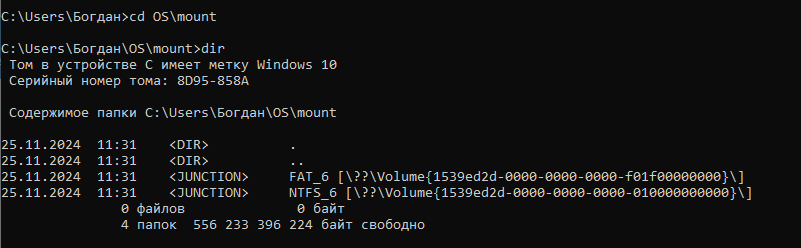 C:\Users\Богдан>cd OS\mount
C:\Users\Богдан\OS\mount>dir
Том в устройстве C имеет метку Windows 10
Серийный номер тома: 8D95-858A
Содержимое папки C:\Users\Богдан\OS\mount
25.11.2024  11:31    <DIR>          .
25.11.2024  11:31    <DIR>          ..
25.11.2024  11:31    <JUNCTION>     FAT_6 [\??\Volume{1539ed2d-0000-0000-0000-f01f00000000}\]
25.11.2024  11:31    <JUNCTION>     NTFS_6 [\??\Volume{1539ed2d-0000-0000-0000-010000000000}\]
0 файлов              0 байт
4 папок  556 233 396 224 байт свободно